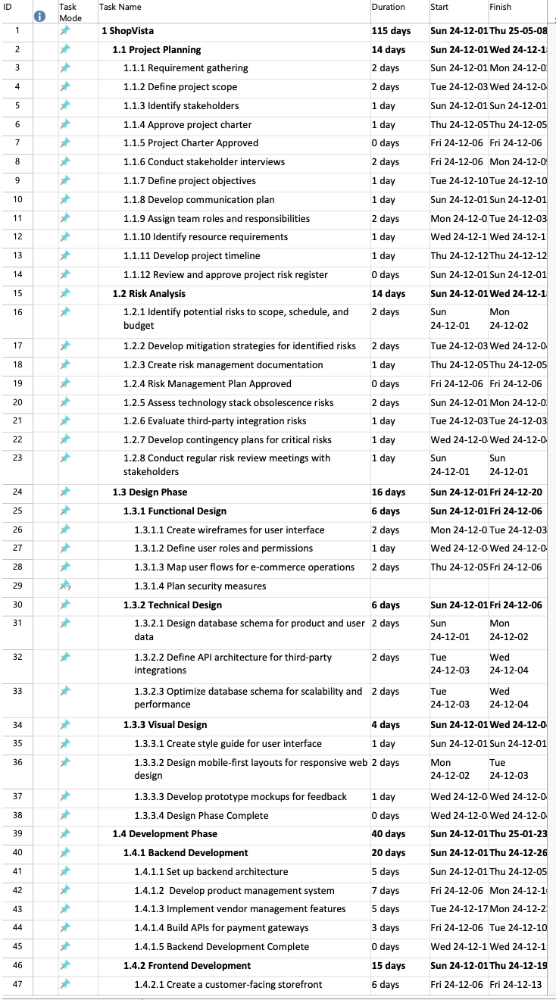 ID Task Mode Task Name Duration Start Finish
1 1 ShopVista 115 days Sun 24-12-01 Thu 25-05-08
2 1.1 Project Planning 14 days Sun 24-12-01 Wed 24-12-1
3 1.1.1 Requirement gathering 2 days Sun 24-12-01 Mon 24-12-0
4 1.1.2 Define project scope 2 days Tue 24-12-03 Wed 24-12-0
5 1.1.3 Identify stakeholders 1 day Sun 24-12-01 Sun 24-12-01
6 1.1.4 Approve project charter 1 day Thu 24-12-05 Thu 24-12-05
7 1.1.5 Project Charter Approved 0 days Fri 24-12-06 Fri 24-12-06
8 1.1.6 Conduct stakeholder interviews 2 days Fri 24-12-06 Mon 24-12-0
9 1.1.7 Define project objectives 1 day Tue 24-12-10 Tue 24-12-10
10 1.1.8 Develop communication plan 1 day Sun 24-12-01 Sun 24-12-01
11 1.1.9 Assign team roles and responsibilities 2 days Mon 24-12-0 Tue 24-12-03
12 1.1.10 Identify resource requirements 1 day Wed 24-12-1 Wed 24-12-1
13 1.1.11 Develop project timeline 1 day Thu 24-12-12 Thu 24-12-12
14 1.1.12 Review and approve project risk register 0 days Sun 24-12-01 Sun 24-12-01
15 1.2 Risk Analysis 14 days Sun 24-12-01 Wed 24-12-1
16 1.2.1 Identify potential risks to scope, schedule, and 2 days Sun Mon
budget 24-12-01 24-12-02
17 1.2.2 Develop mitigation strategies for identified risks 2 days Tue 24-12-03 Wed 24-12-0
18 1.2.3 Create risk management documentation 1 day Thu 24-12-05 Thu 24-12-05
19 1.2.4 Risk Management Plan Approved 0 days Fri 24-12-06 Fri 24-12-06
20 1.2.5 Assess technology stack obsolescence risks 2 days Sun 24-12-01 Mon 24-12-0
21 1.2.6 Evaluate third-party integration risks 1 day Tue 24-12-03 Tue 24-12-03
22 1.2.7 Develop contingency plans for critical risks 1 day Wed 24-12-0 Wed 24-12-0
23 1.2.8 Conduct regular risk review meetings with 1 day Sun Sun
stakeholders 24-12-01 24-12-01
24 1.3 Design Phase 16 days Sun 24-12-01 Fri 24-12-20
25 1.3.1 Functional Design 6 days Sun 24-12-01 Fri 24-12-06
26 1.3.1.1 Create wireframes for user interface 2 days Mon 24-12-0 Tue 24-12-03
27 1.3.1.2 Define user roles and permissions 1 day Wed 24-12-0 Wed 24-12-0
28 1.3.1.3 Map user flows for e-commerce operations 2 days Thu 24-12-05 Fri 24-12-06
29 1.3.1.4 Plan security measures
30 1.3.2 Technical Design 6 days Sun 24-12-01 Fri 24-12-06
31 1.3.2.1 Design database schema for product and user 2 days Sun Mon
data 24-12-01 24-12-02
32 1.3.2.2 Define API architecture for third-party 2 days Tue Wed
integrations 24-12-03 24-12-04
33 1.3.2.3 Optimize database schema for scalability and 2 days Tue Wed
performance 24-12-03 24-12-04
34 1.3.3 Visual Design 4 days Sun 24-12-01 Wed 24-12-0
35 1.3.3.1 Create style guide for user interface 1 day Sun 24-12-01 Sun 24-12-01
36 1.3.3.2 Design mobile-first layouts for responsive web 2 days Mon Tue
design 24-12-02 24-12-03
37 1.3.3.3 Develop prototype mockups for feedback 1 day Wed 24-12-0 Wed 24-12-0
38 1.3.3.4 Design Phase Complete 0 days Wed 24-12-0 Wed 24-12-0
39 1.4 Development Phase 40 days Sun 24-12-01 Thu 25-01-23
40 1.4.1 Backend Development 20 days Sun 24-12-01 Thu 24-12-26
41 1.4.1.1 Set up backend architecture 5 days Sun 24-12-01 Thu 24-12-05
42 1.4.1.2 Develop product management system 7 days Fri 24-12-06 Mon 24-12-1
43 1.4.1.3 Implement vendor management features 5 days Tue 24-12-17 Mon 24-12-2
44 1.4.1.4 Build APIs for payment gateways 3 days Fri 24-12-06 Tue 24-12-10
45 1.4.1.5 Backend Development Complete 0 days Wed 24-12-1 Wed 24-12-1
46 1.4.2 Frontend Development 15 days Sun 24-12-01 Thu 24-12-19
47 1.4.2.1 Create a customer-facing storefront 6 days Fri 24-12-06 Fri 24-12-13